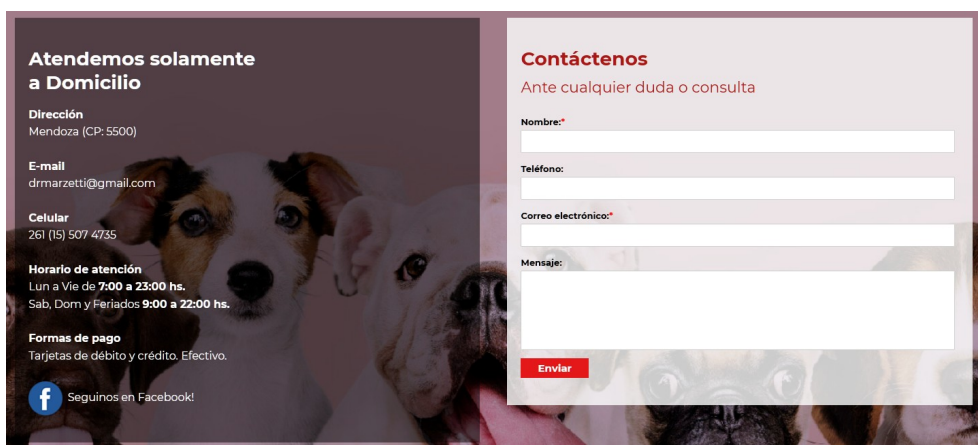 Atendemos solamente
a Domicilio
Dirección
Mendoza (CP: 5500)
E-mail
drmarzetti@gmail.com
Celular
261 (15) 507 4735
Horario de atención
Lun a Vie de 7:00 a 23:00 hs.
Sab, Dom y Feriados 9:00 a 22:00 hs.
Formas de pago
Tarjetas de débito y crédito. Efectivo.
f Seguinos en Facebook!
Contáctenos
Ante cualquier duda o consulta
Nombre:*
Teléfono:
Correo electrónico:*
Mensaje:
Enviar